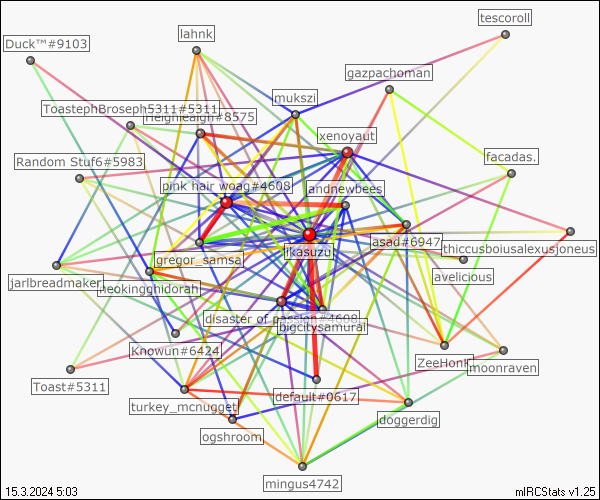 tescoroll
lahnk
Duck™#9103
gazpachoman
mukszi
ToastephBroseph5311#5311
Heighleagh#8575
xenoyaut
facadas.
Random Stuf6#5983
pink hair woag#4608
andnewbees
asad#6947
thiccusboiusalexusjoneus
ikasuzu
gregor_samsa
avelicious
jarlbreadmaker
neokingghidorah
disaster of passion#4608
bigcitysamurai
Knowun#6424
ZeeHonk
moonraven
Toast#5311
default#0617
turkey_mcnugget
doggerdig
ogshroom
mingus4742
15.3.2024 5:03
mIRCStats v1.25